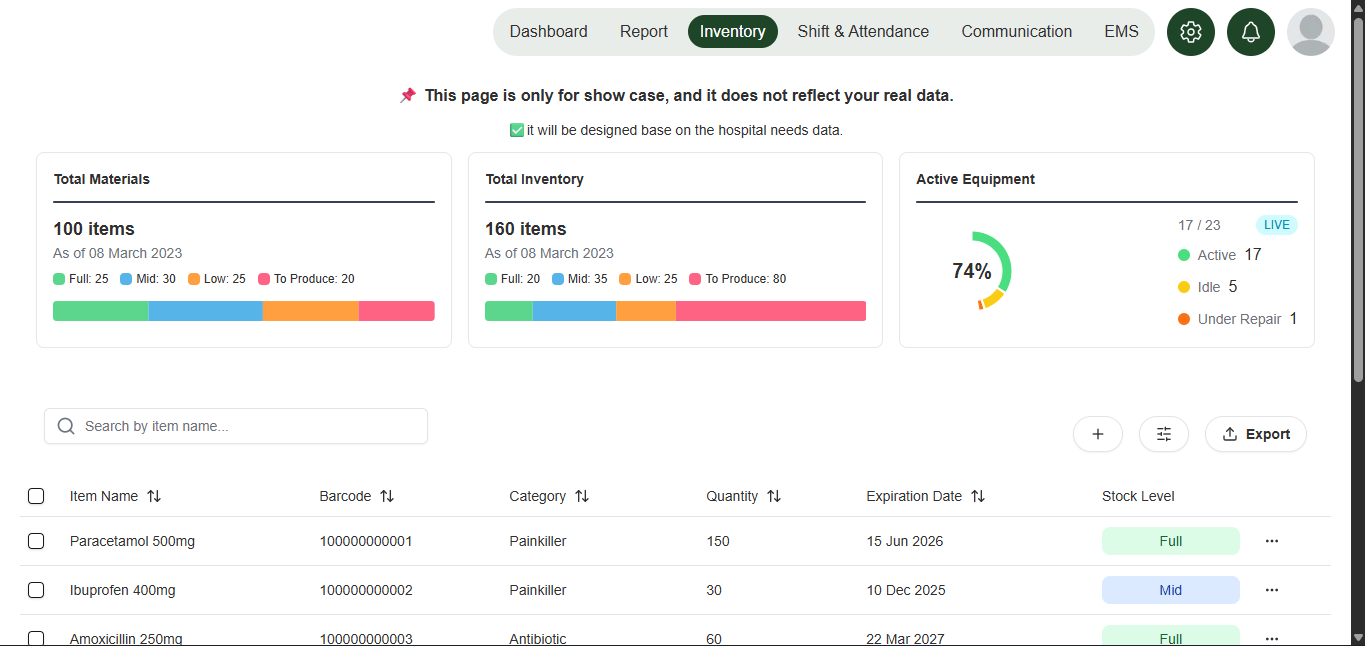 Dashboard Report Inventory Shift & Attendance Communication EMS
📌 This page is only for show case, and it does not reflect your real data.
✅ it will be designed base on the hospital needs data.
Total Materials
100 items
As of 08 March 2023
Full: 25 Mid: 30 Low: 25 To Produce: 20
Total Inventory
160 items
As of 08 March 2023
Full: 20 Mid: 35 Low: 25 To Produce: 80
Active Equipment
74%
17 / 23 LIVE
Active 17
Idle 5
Under Repair 1
Search by item name...
Export
Item Name Barcode Category Quantity Expiration Date Stock Level
Paracetamol 500mg 100000000001 Painkiller 150 15 Jun 2026 Full
Ibuprofen 400mg 100000000002 Painkiller 30 10 Dec 2025 Mid
Amoxicillin 250mg 100000000003 Antibiotic 60 22 Mar 2027 Full